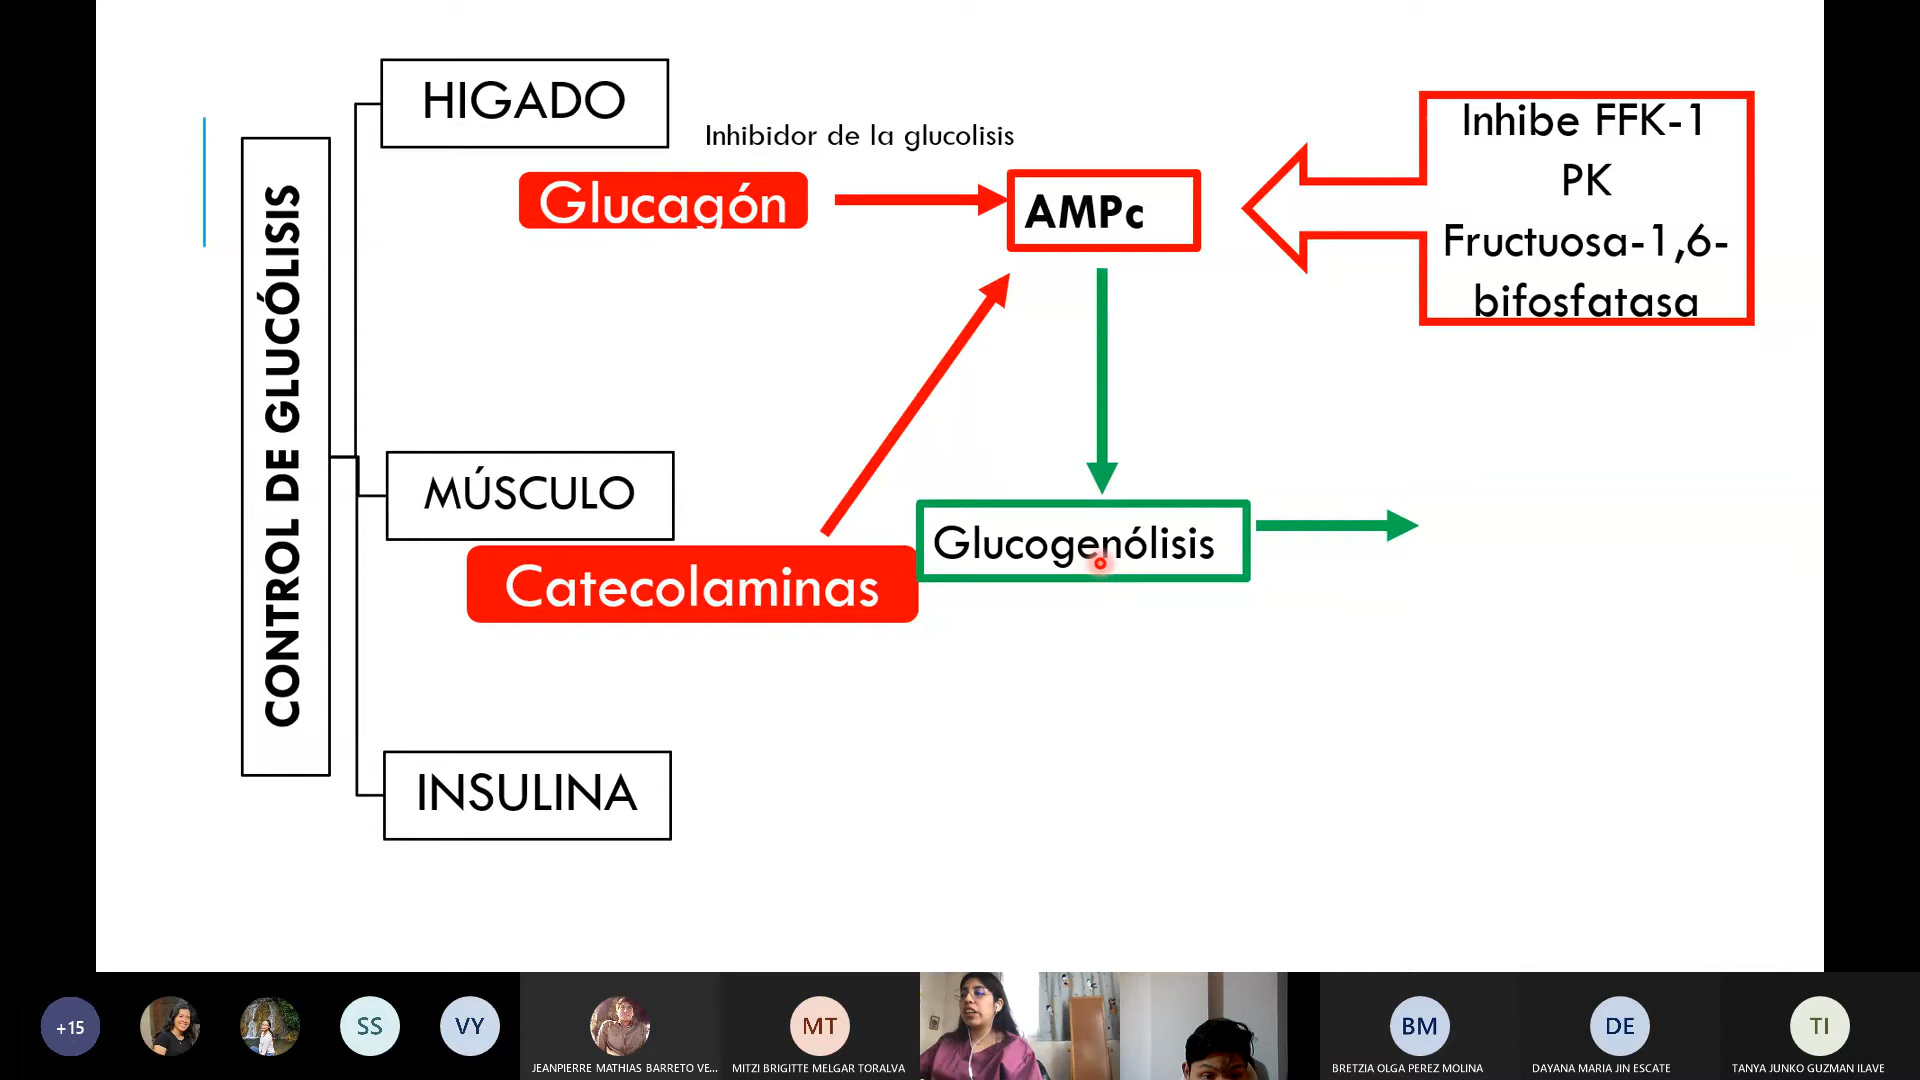 CONTROL DE GLUCÓLISIS
HIGADO
Inhibidor de la glucolisis
Glucagón
AMPc
Inhibe FFK-1
PK
Fructuosa-1,6-
bifosfatasa
MÚSCULO
Catecolaminas
Glucogenólisis
INSULINA
+15
SS
VY
JEANPIERRE MATHIAS BARRETO VE...
MT
MITZI BRIGITTE MELGAR TORALVA
BM
BRETZIA OLGA PEREZ MOLINA
DE
DAYANA MARIA JIN ESCATE
TI
TANYA JUNKO GUZMAN ILAVE